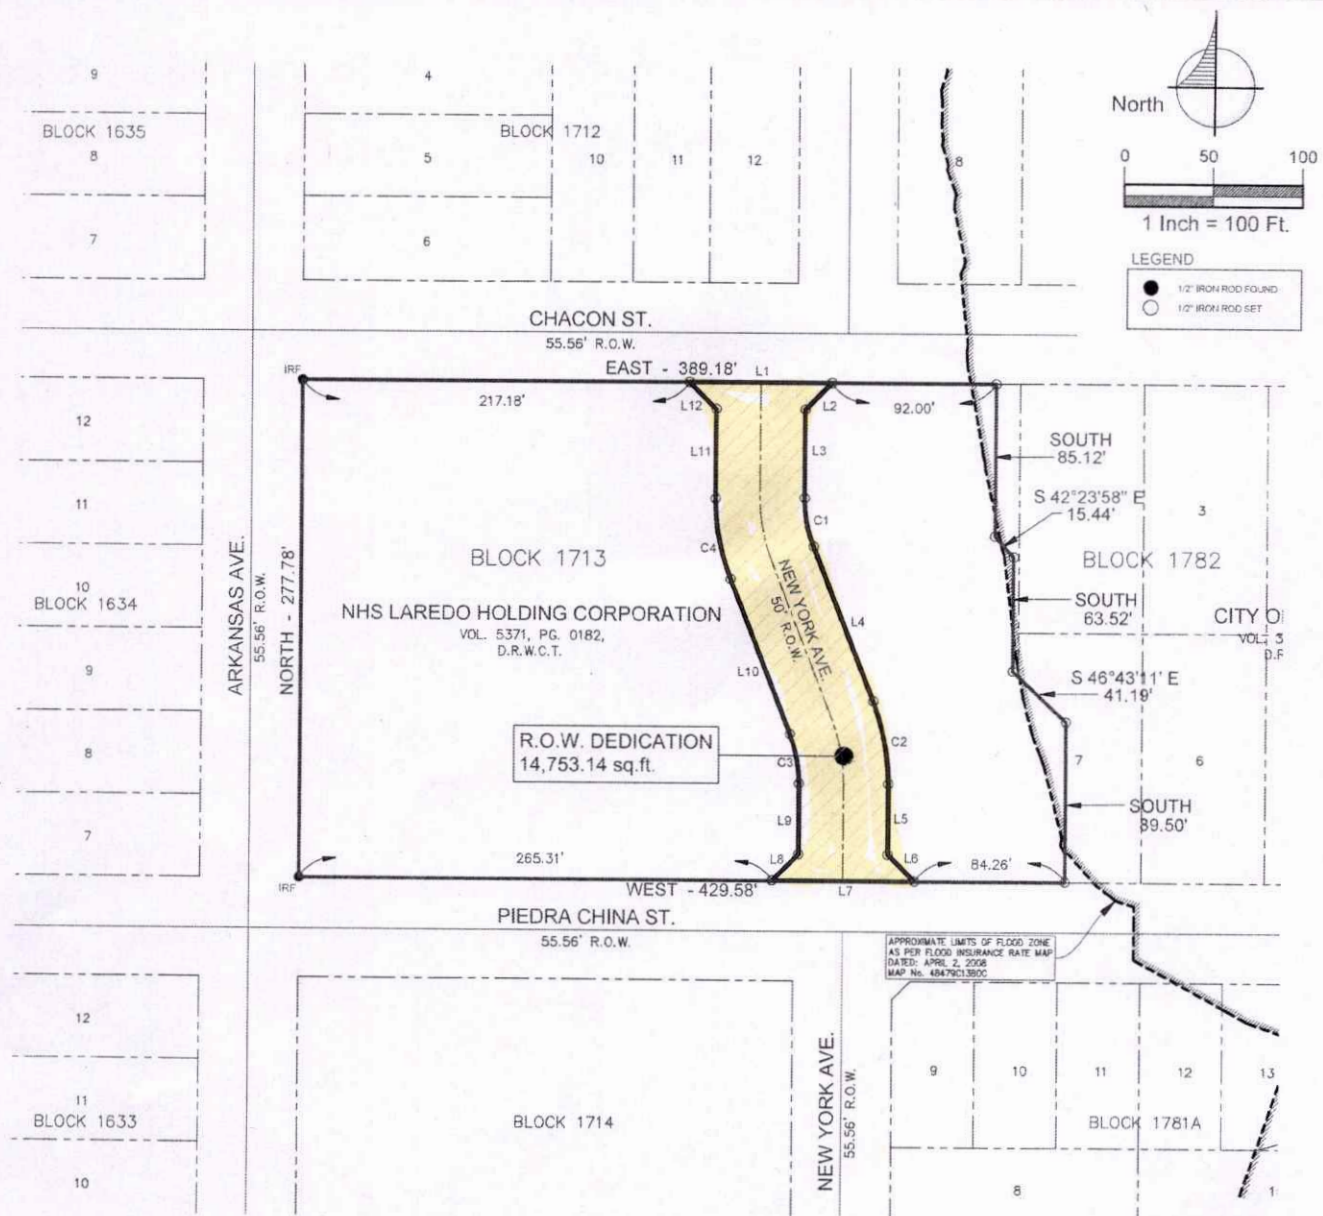 North
0 50 100
1 Inch = 100 Ft.
LEGEND
1/2" IRON ROD FOUND
1/2" IRON ROD SET
9
BLOCK 1635
8
7
4
BLOCK 1712
5
6
10
11
12
8
CHACON ST.
55.56' R.O.W.
IRF
EAST - 389.18'
L1
217.18'
L12
L2
92.00'
12
11
10
BLOCK 1634
9
8
7
ARKANSAS AVE.
55.56' R.O.W.
NORTH - 277.78'
L11
L3
C1
C4
BLOCK 1713
NHS LAREDO HOLDING CORPORATION
VOL. 5371, PG. 0182,
D.R.W.C.T.
NEW YORK AVE.
50' R.O.W.
L4
L10
R.O.W. DEDICATION
14,753.14 sq.ft.
C3
C2
L9
L5
L8
L6
SOUTH
85.12'
S 42°23'58" E
15.44'
3
BLOCK 1782
SOUTH
63.52'
CITY O
VOL. 3
D.R
S 46°43'11' E
41.19'
7
6
SOUTH
89.50'
265.31'
84.26'
IRF
WEST - 429.58'
L7
PIEDRA CHINA ST.
55.56' R.O.W.
APPROXIMATE LIMITS OF FLOOD ZONE
AS PER FLOOD INSURANCE RATE MAP
DATED: APRIL 2, 2008
MAP No. 48479C1380C
12
11
BLOCK 1633
10
BLOCK 1714
NEW YORK AVE.
55.56' R.O.W.
9
10
11
12
13
BLOCK 1781A
8
1